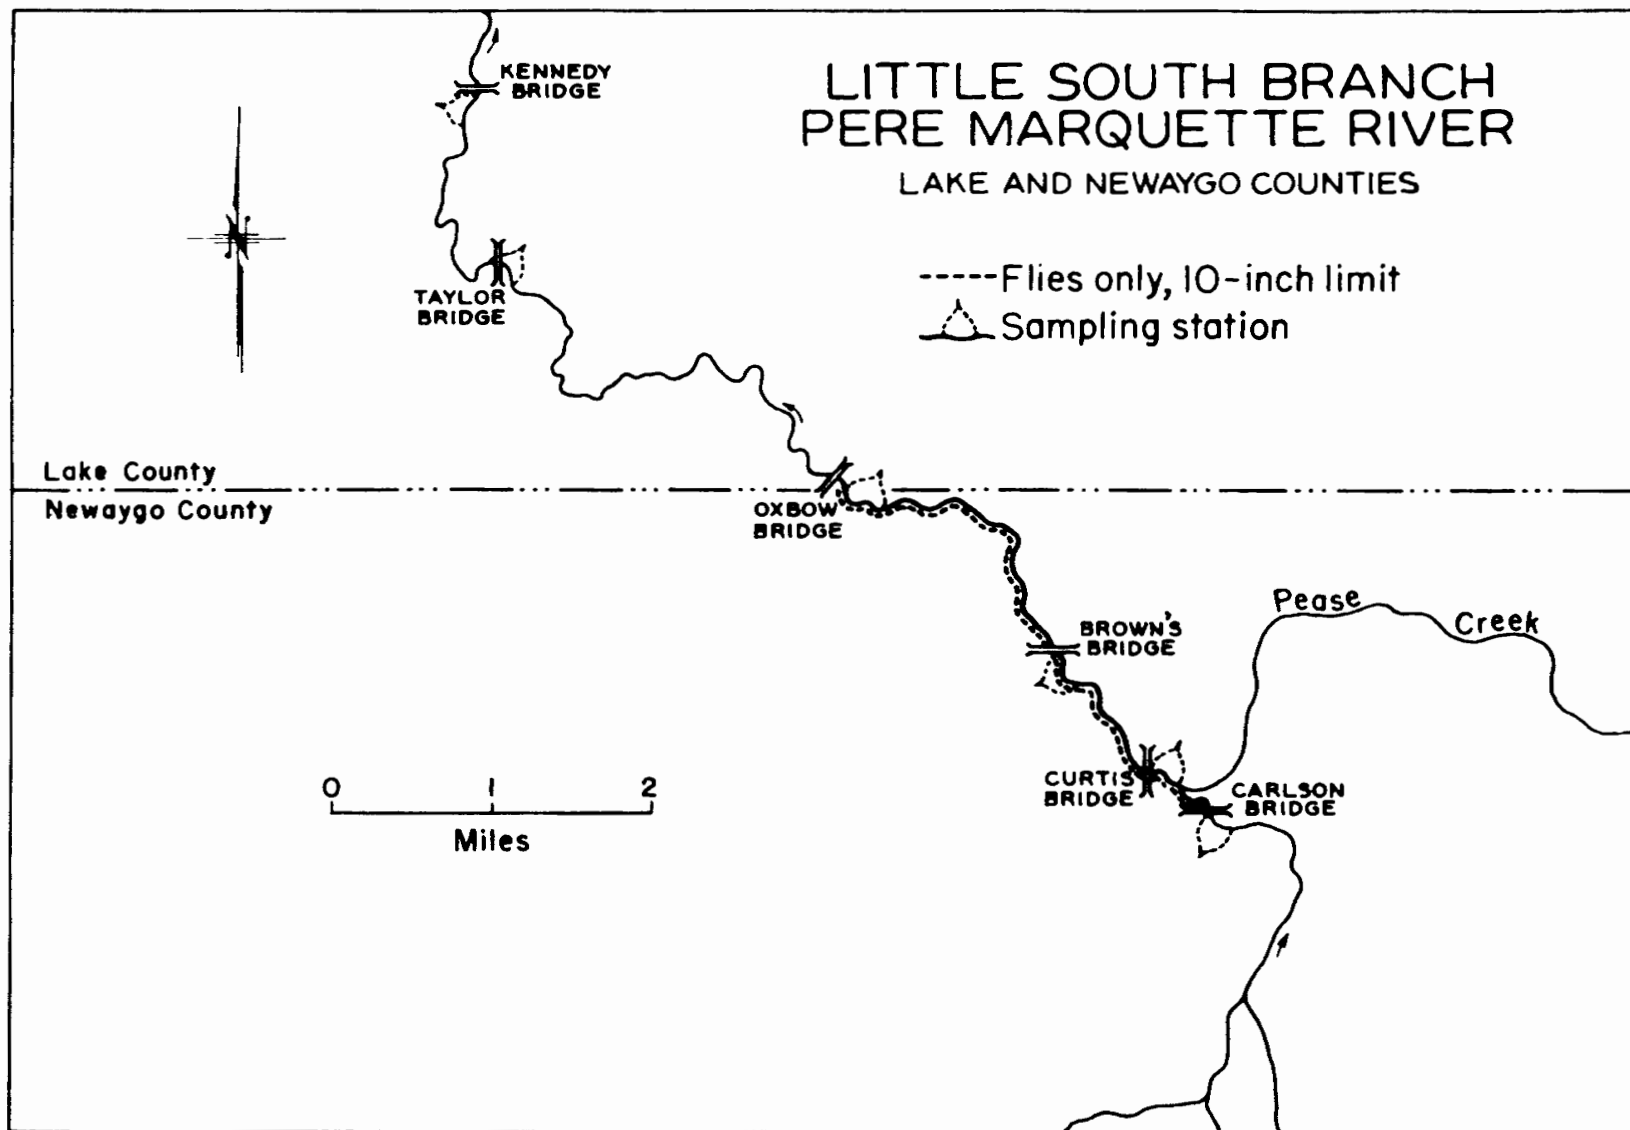 KENNEDY
BRIDGE
LITTLE SOUTH BRANCH
PERE MARQUETTE RIVER
LAKE AND NEWAYGO COUNTIES
N
Flies only, 10-inch limit
Sampling station
TAYLOR
BRIDGE
Lake County
Newaygo County
OXBOW
BRIDGE
BROWN'S
BRIDGE
Pease Creek
CURTIS
BRIDGE
CARLSON
BRIDGE
0 1 2
Miles